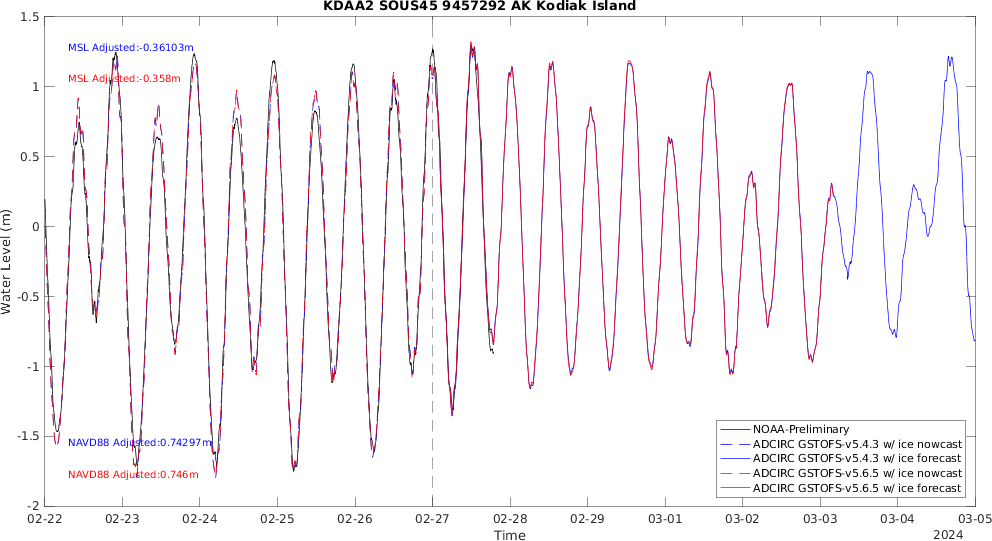 KDAA2 SOUS45 9457292 AK Kodiak Island
1.5
1
0.5
0
-0.5
-1
-1.5
-2
Water Level (m)
MSL Adjusted:-0.36103m
MSL Adjusted:-0.358m
NAVD88 Adjusted:0.74297m
NAVD88 Adjusted:0.746m
NOAA-Preliminary
ADCIRC GSTOFS-v5.4.3 w/ ice nowcast
ADCIRC GSTOFS-v5.4.3 w/ ice forecast
ADCIRC GSTOFS-v5.6.5 w/ ice nowcast
ADCIRC GSTOFS-v5.6.5 w/ ice forecast
02-22 02-23 02-24 02-25 02-26 02-27 02-28 02-29 03-01 03-02 03-03 03-04 03-05
Time
2024